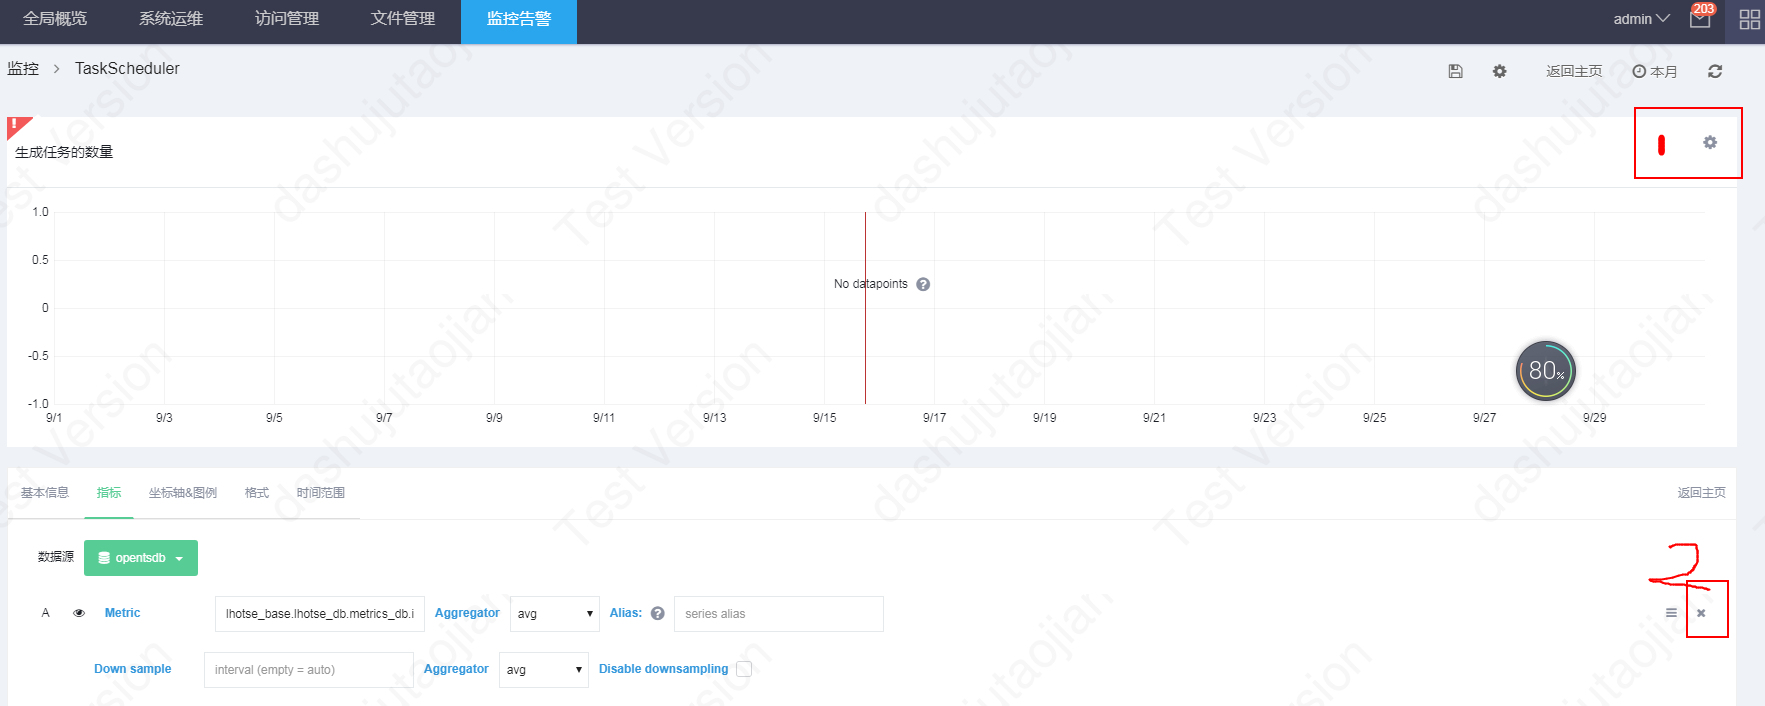 全局概览 系统运维 访问管理 文件管理 监控告警 admin 203
监控 > TaskScheduler 返回主页 本月
!
生成任务的数量
1
1.0
0.5
No datapoints ?
0
-0.5
80%
-1.0
9/1 9/3 9/5 9/7 9/9 9/11 9/13 9/15 9/17 9/19 9/21 9/23 9/25 9/27 9/29
基本信息 指标 坐标轴&图例 格式 时间范围 返回主页
数据源 opentsdb
2
A Metric lhotse_base.lhotse_db.metrics_db.i Aggregator avg Alias: ? series alias
Down sample interval (empty = auto) Aggregator avg Disable downsampling
Test Version
dashujutaojian